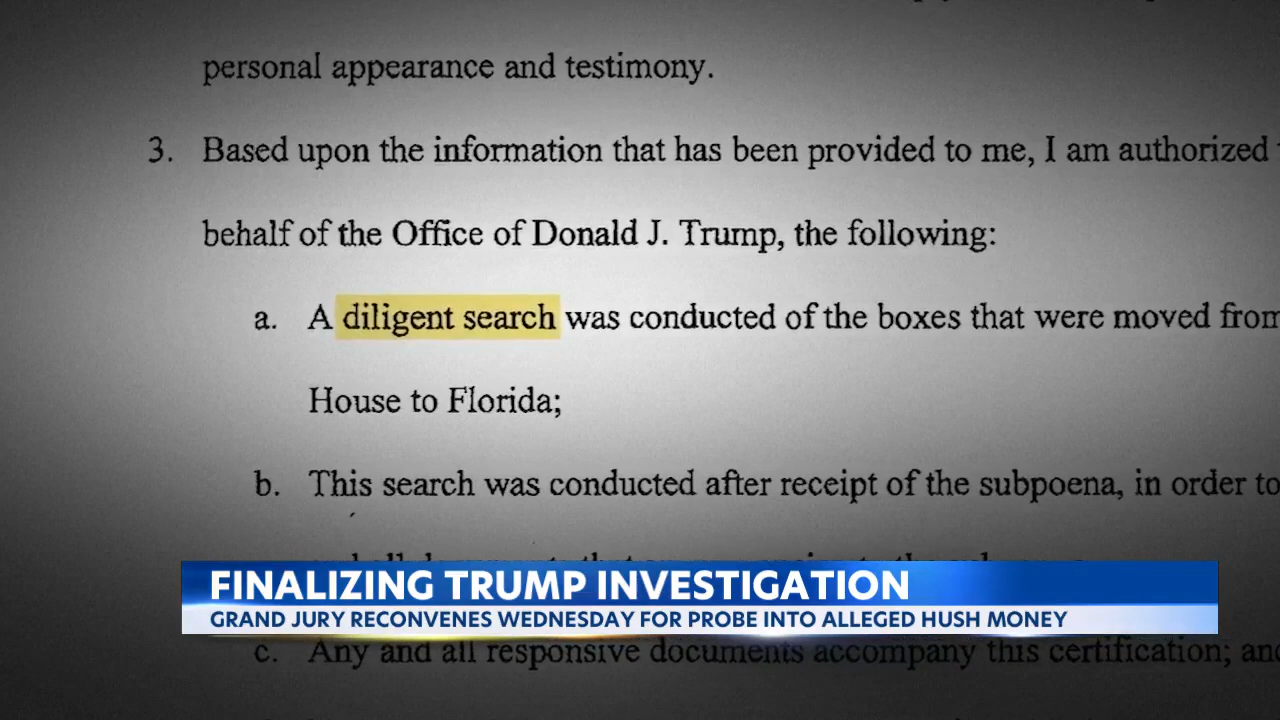 personal appearance and testimony.
3. Based upon the information that has been provided to me, I am authorized
behalf of the Office of Donald J. Trump, the following:
a. A diligent search was conducted of the boxes that were moved from
House to Florida;
b. This search was conducted after receipt of the subpoena, in order to
FINALIZING TRUMP INVESTIGATION
GRAND JURY RECONVENES WEDNESDAY FOR PROBE INTO ALLEGED HUSH MONEY
c. Any and all responsive documents accompany this certification; and